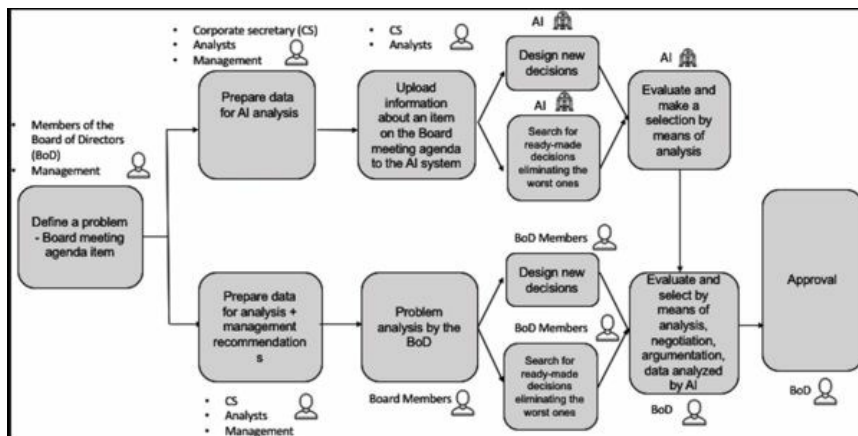 Corporate secretary (CS)
Analysts
Management
CS
Analysts
AI
Design new
decisions
AI
Evaluate and
make a
selection by
means of
analysis
Prepare data
for AI analysis
Upload
information
about an item
on the Board
meeting agenda
to the AI system
AI
Search for
ready-made
decisions
eliminating the
worst ones
Members of the
Board of Directors
(BoD)
Management
Define a problem
- Board meeting
agenda item
BoD Members
Design new
decisions
BoD Members
Search for
ready-made
decisions
eliminating the
worst ones
Prepare data
for analysis +
management
recommendation
s
Problem
analysis by the
BoD
Evaluate and
select by
means of
analysis,
negotiation,
argumentation,
data analyzed
by AI
Approval
CS
Analysts
Management
Board Members
BoD
BoD